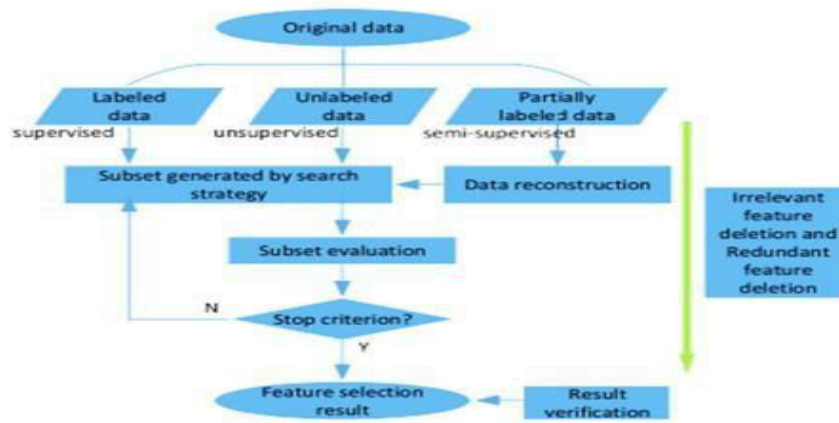 Original data
Labeled
data
Unlabeled
data
Partially
labeled data
supervised
unsupervised
semi-supervised
Subset generated by search
strategy
Data reconstruction
Irrelevant
feature
deletion and
Redundant
feature
deletion
Subset evaluation
N
Stop criterion?
Y
Feature selection
result
Result
verification